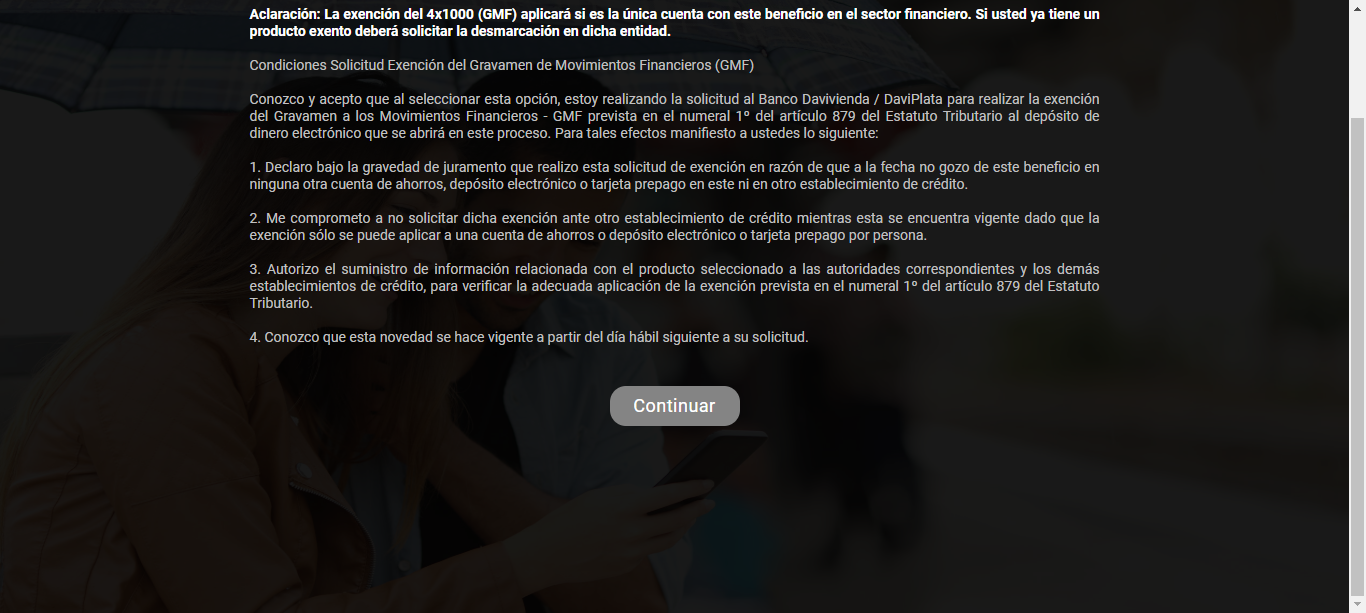 Aclaración: La exención del 4x1000 (GMF) aplicará si es la única cuenta con este beneficio en el sector financiero. Si usted ya tiene un
producto exento deberá solicitar la desmarcación en dicha entidad.
Condiciones Solicitud Exención del Gravamen de Movimientos Financieros (GMF)
Conozco y acepto que al seleccionar esta opción, estoy realizando la solicitud al Banco Davivienda / DaviPlata para realizar la exención
del Gravamen a los Movimientos Financieros - GMF prevista en el numeral 1º del artículo 879 del Estatuto Tributario al depósito de
dinero electrónico que se abrirá en este proceso. Para tales efectos manifiesto a ustedes lo siguiente:
1. Declaro bajo la gravedad de juramento que realizo esta solicitud de exención en razón de que a la fecha no gozo de este beneficio en
ninguna otra cuenta de ahorros, depósito electrónico o tarjeta prepago en este ni en otro establecimiento de crédito.
2. Me comprometo a no solicitar dicha exención ante otro establecimiento de crédito mientras esta se encuentra vigente dado que la
exención sólo se puede aplicar a una cuenta de ahorros o depósito electrónico o tarjeta prepago por persona.
3. Autorizo el suministro de información relacionada con el producto seleccionado a las autoridades correspondientes y los demás
establecimientos de crédito, para verificar la adecuada aplicación de la exención prevista en el numeral 1º del artículo 879 del Estatuto
Tributario.
4. Conozco que esta novedad se hace vigente a partir del día hábil siguiente a su solicitud.
Continuar